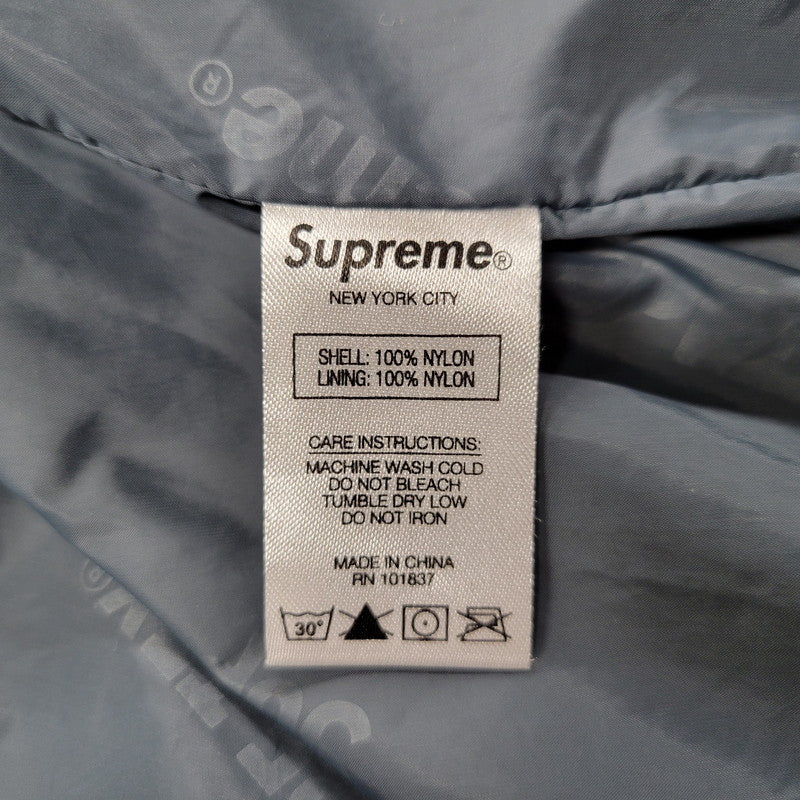 Supreme®
NEW YORK CITY
SHELL: 100% NYLON
LINING: 100% NYLON
CARE INSTRUCTIONS:
MACHINE WASH COLD
DO NOT BLEACH
TUMBLE DRY LOW
DO NOT IRON
MADE IN CHINA
RN 101837
30°